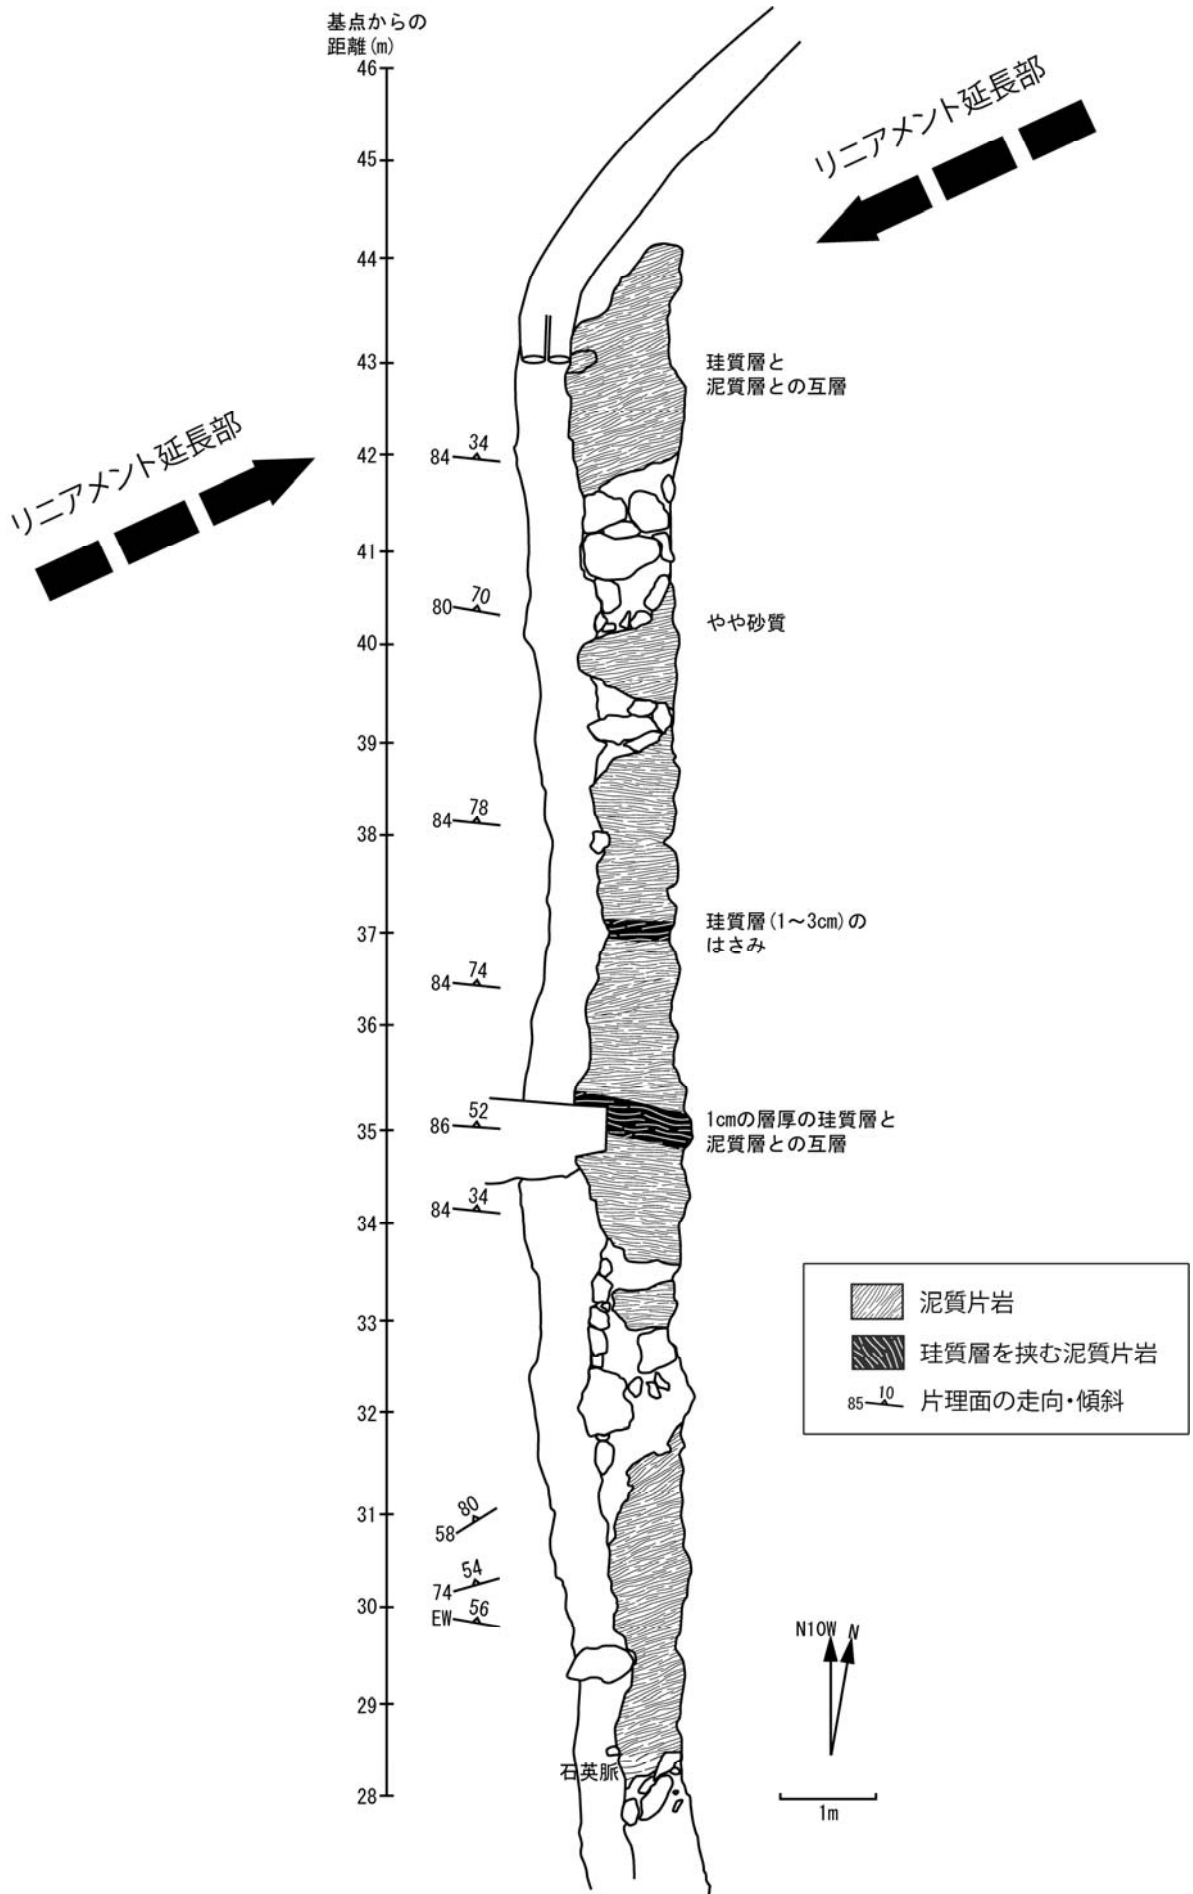 基点からの
距離(m)
46
45
44
43
42
41
40
39
38
37
36
35
34
33
32
31
30
29
28
リニアメント延長部
リニアメント延長部
珪質層と
泥質層との互層
34
84
70
80
やや砂質
78
84
珪質層(1～3cm)の
はさみ
74
84
52
86
1cmの層厚の珪質層と
泥質層との互層
34
84
泥質片岩
珪質層を挟む泥質片岩
85 10 片理面の走向・傾斜
80
58
54
74
EW 56
N10W N
石英脈
1m